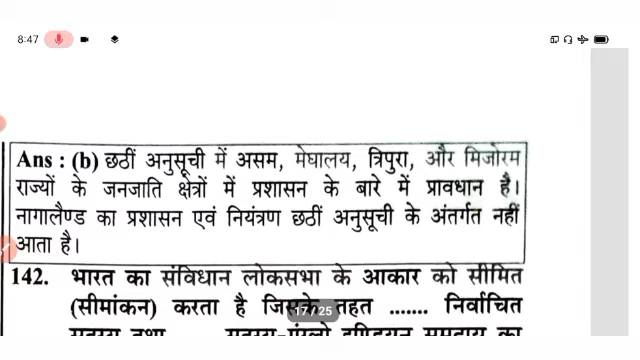 8:47
Ans : (b) छठीं अनुसूची में असम, मेघालय, त्रिपुरा, और मिजोरम
राज्यों के जनजाति क्षेत्रों में प्रशासन के बारे में प्रावधान है।
नागालैण्ड का प्रशासन एवं नियंत्रण छठीं अनुसूची के अंतर्गत नहीं
आता है।
142. भारत का संविधान लोकसभा के आकार को सीमित
(सीमांकन) करता है जिसके तहत ....... निर्वाचित
17/25